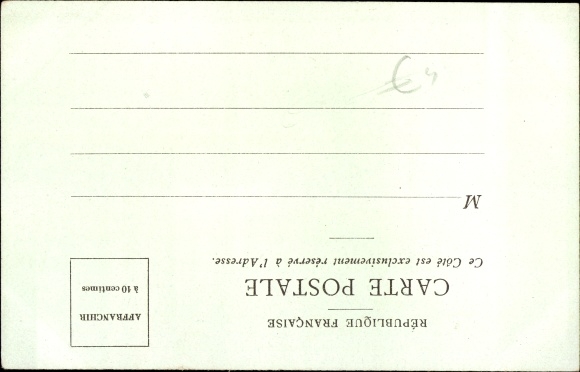 RÉPUBLIQUE FRANÇAISE
CARTE POSTALE
Ce Côté est exclusivement réservé à l'Adresse.
AFFRANCHIR
à 10 centimes
M